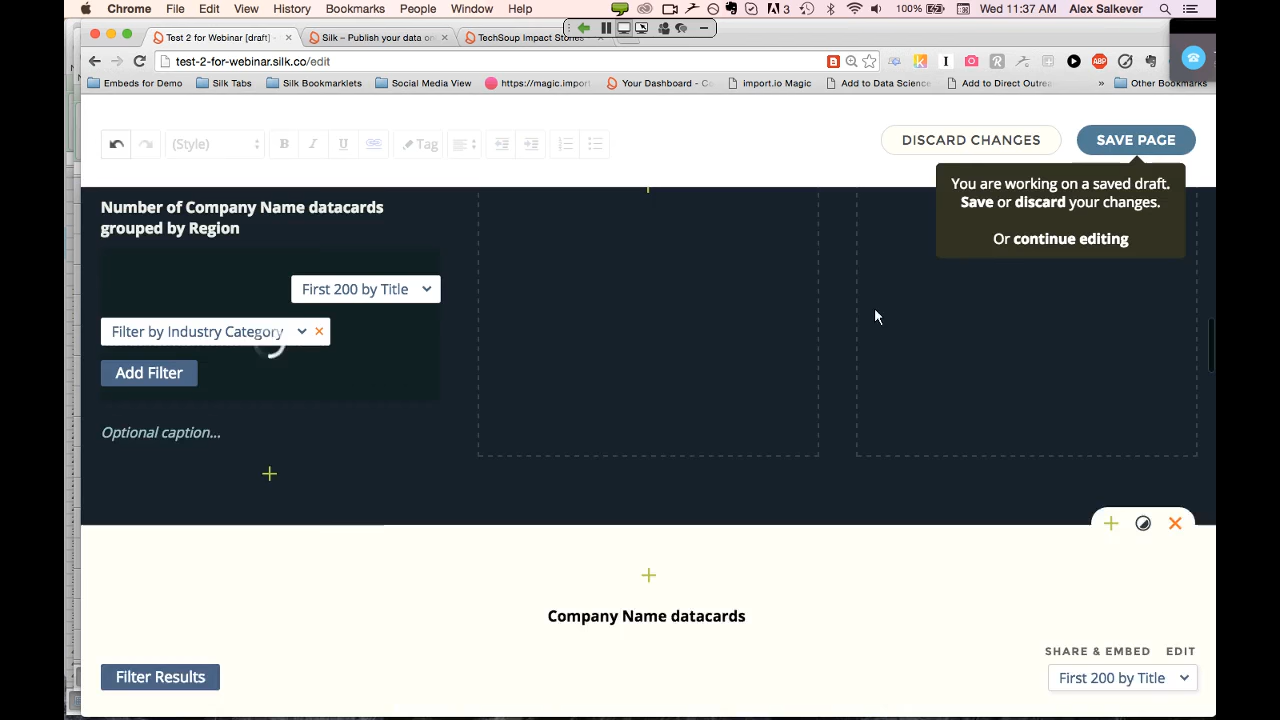 Chrome File Edit View History Bookmarks People Window Help
3 100% Wed 11:37 AM Alex Salkever
Test 2 for Webinar [draft] - Silk – Publish your data on TechSoup Impact Stories
test-2-for-webinar.silk.co/edit
Embeds for Demo Silk Tabs Silk Bookmarklets Social Media View https://magic.import Your Dashboard - Co import.io Magic Add to Data Science Add to Direct Outrea » Other Bookmarks
(Style) B I U Tag
DISCARD CHANGES SAVE PAGE
You are working on a saved draft.
Save or discard your changes.
Or continue editing
Number of Company Name datacards
grouped by Region
First 200 by Title
Filter by Industry Category
Add Filter
Optional caption...
Company Name datacards
SHARE & EMBED EDIT
Filter Results First 200 by Title